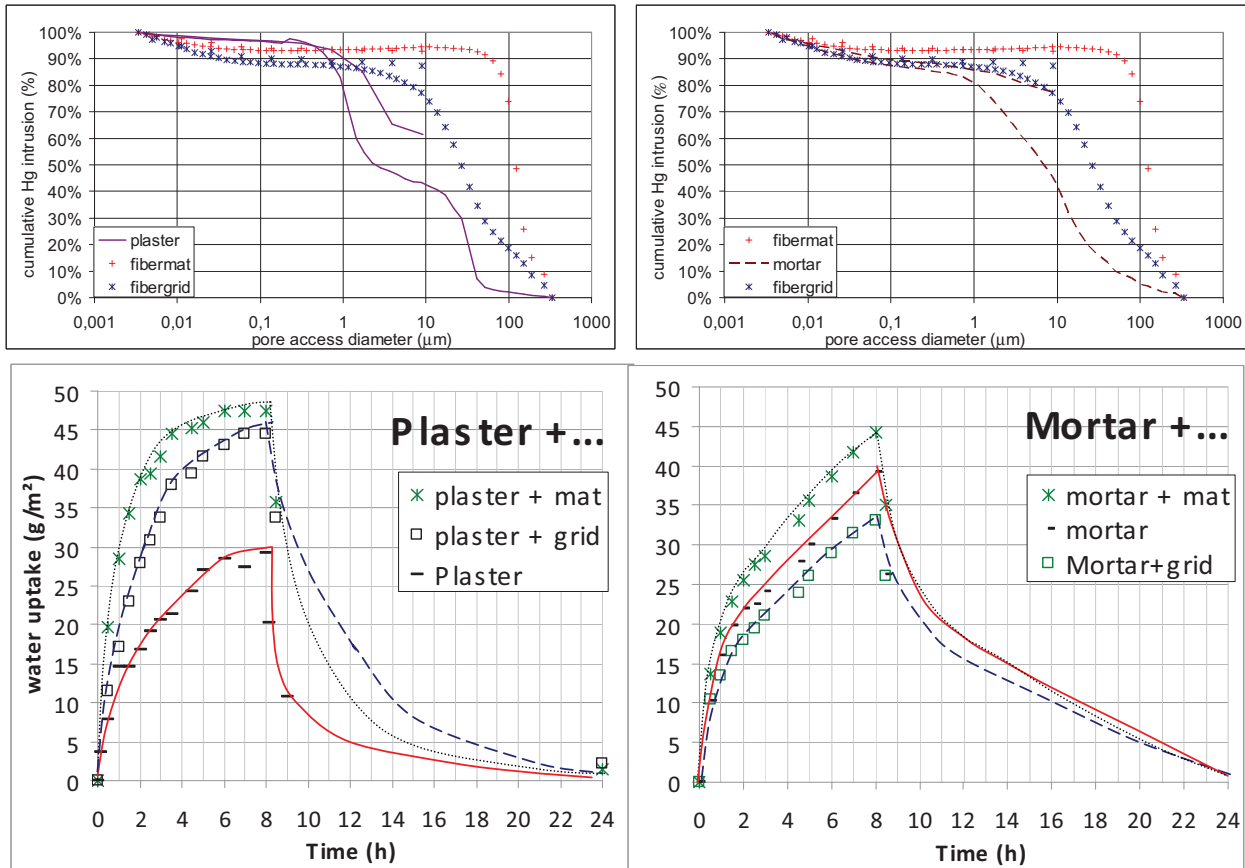 cumulative Hg intrusion (%)
100%
90%
80%
70%
60%
50%
40%
30%
20%
10%
0%
plaster
fibermat
fibergrid
0,001 0,01 0,1 1 10 100 1000
pore access diameter (µm)
cumulative Hg intrusion (%)
100%
90%
80%
70%
60%
50%
40%
30%
20%
10%
0%
fibermat
mortar
fibergrid
0,001 0,01 0,1 1 10 100 1000
pore access diameter (µm)
water uptake (g/m²)
50
45
40
35
30
25
20
15
10
5
0
Plaster +...
plaster + mat
plaster + grid
Plaster
0 2 4 6 8 10 12 14 16 18 20 22 24
Time (h)
50
45
40
35
30
25
20
15
10
5
0
Mortar +...
mortar + mat
mortar
Mortar+grid
0 2 4 6 8 10 12 14 16 18 20 22 24
Time (h)